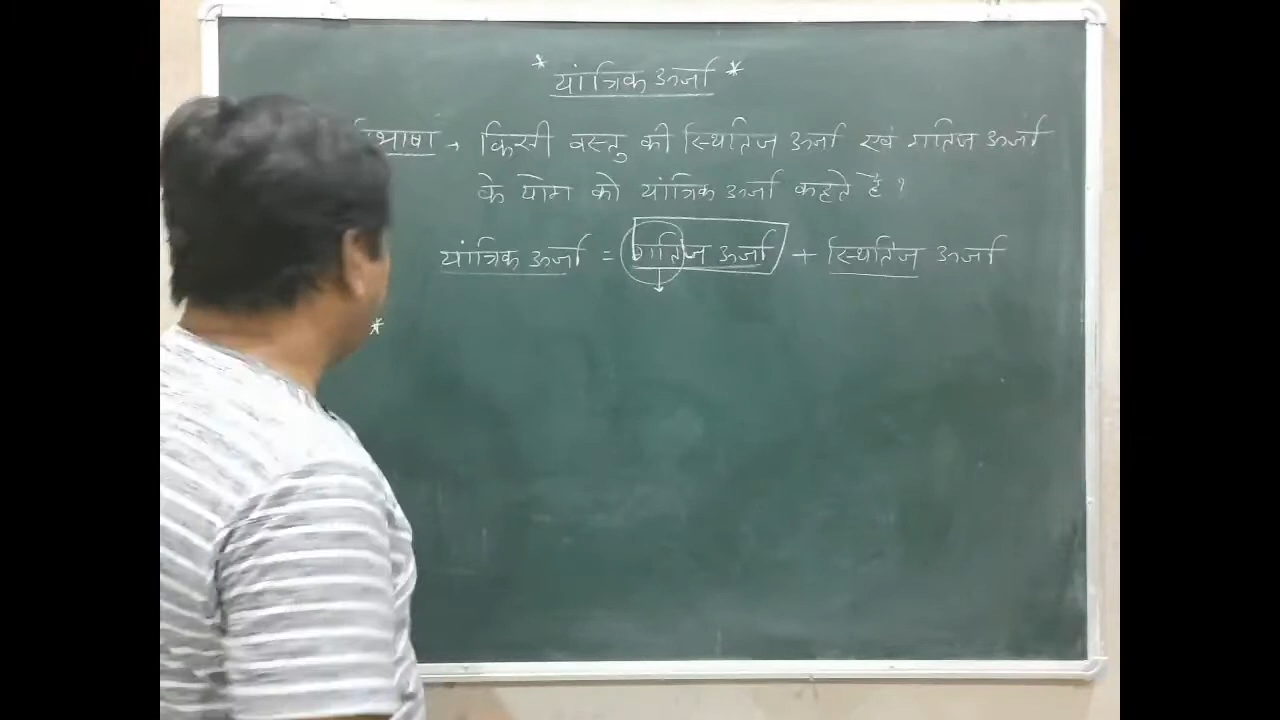 * यांत्रिक ऊर्जा *
किसी वस्तु की स्थितिज ऊर्जा एवं गतिज ऊर्जा
के योग को यांत्रिक ऊर्जा कहते है ?
यांत्रिक ऊर्जा = गतिज ऊर्जा + स्थितिज ऊर्जा
*